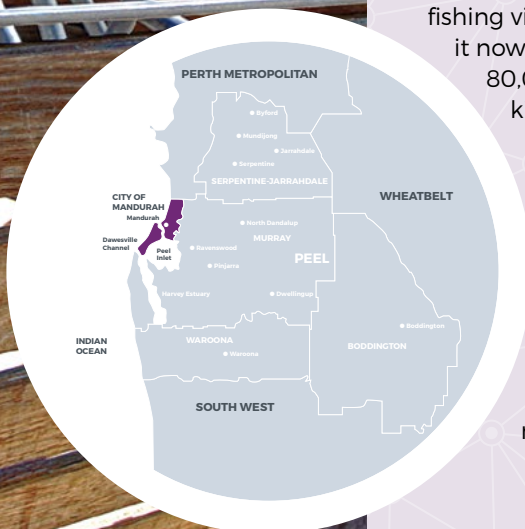 fishing vi
it now
80,0
k
PERTH METROPOLITAN
Byford
Mundijong
Jarrahdale
Serpentine
SERPENTINE-JARRAHDALE
WHEATBELT
CITY OF
MANDURAH
Mandurah
North Dandalup
MURRAY
Dawesville
Channel
Peel
Inlet
Ravenswood
PEEL
Pinjarra
Harvey Estuary
Dwellingup
Boddington
INDIAN
OCEAN
WAROONA
BODDINGTON
Waroona
SOUTH WEST